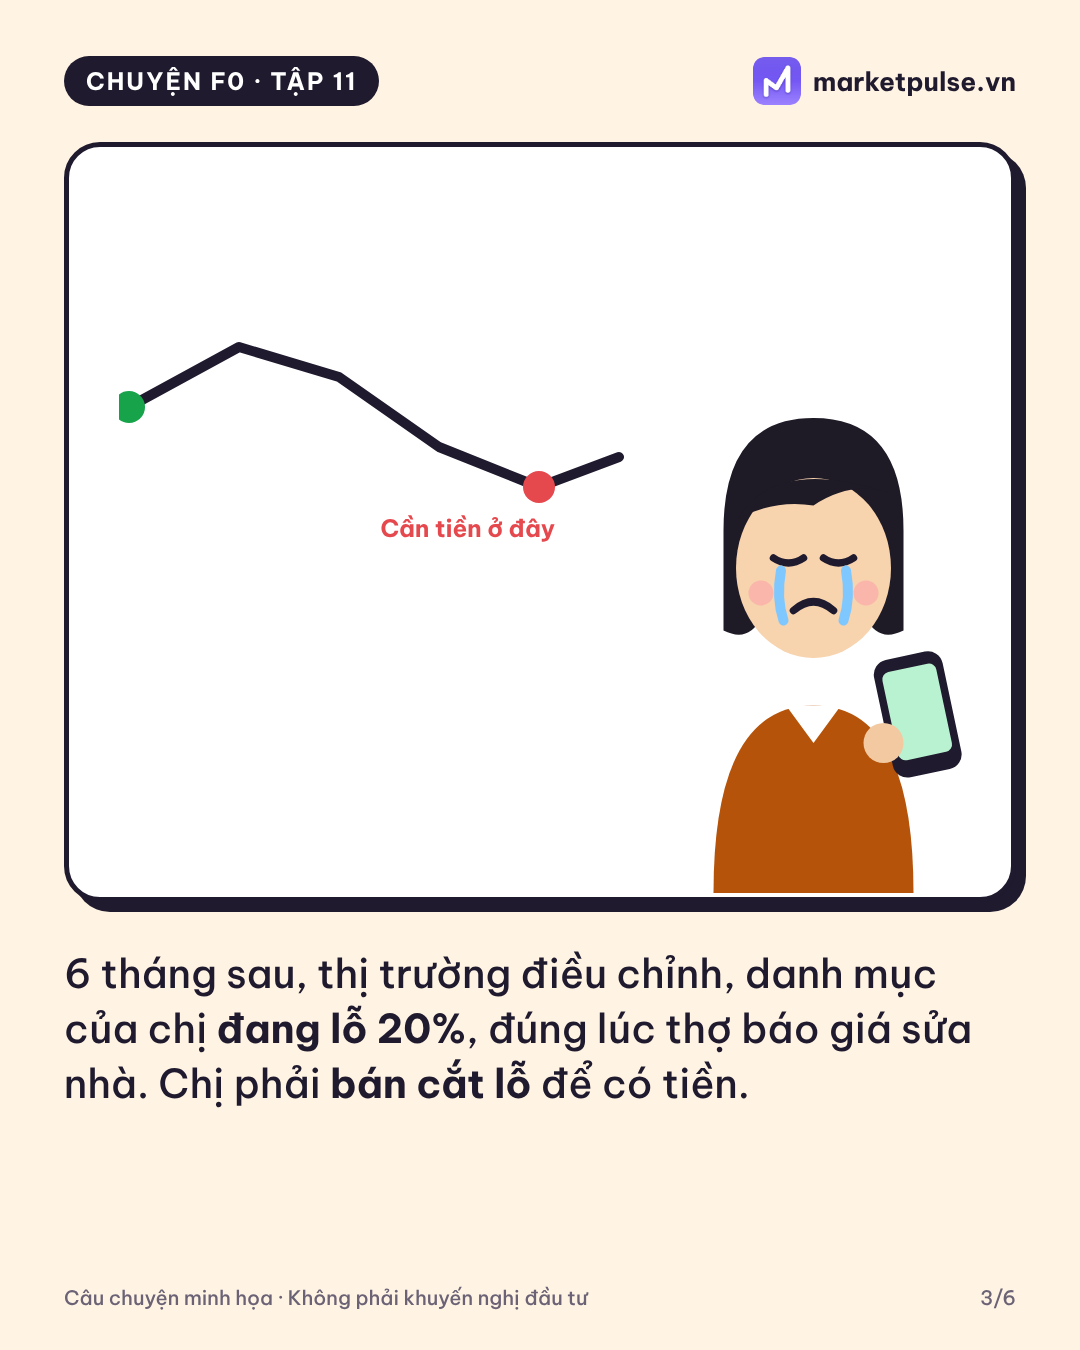 CHUYỆN F0 · TẬP 11
marketpulse.vn
Cần tiền ở đây
6 tháng sau, thị trường điều chỉnh, danh mục
của chị đang lỗ 20%, đúng lúc thợ báo giá sửa
nhà. Chị phải bán cắt lỗ để có tiền.
Câu chuyện minh họa · Không phải khuyến nghị đầu tư
3/6